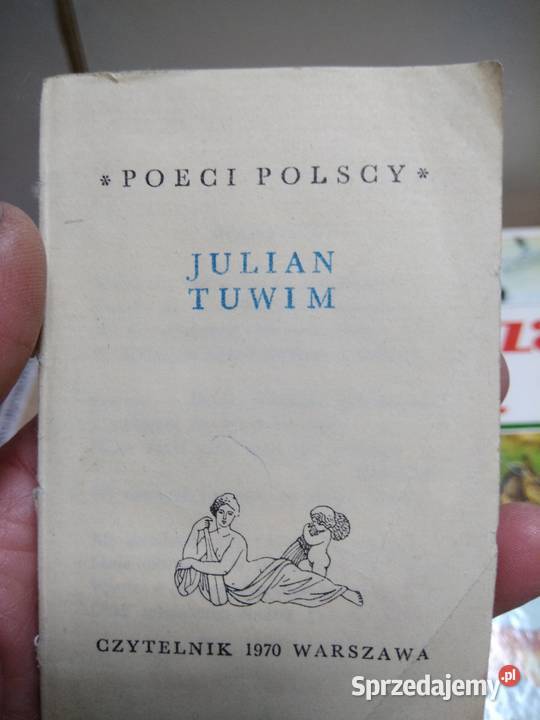 * POECI POLSCY *
JULIAN
TUWIM
CZYTELNIK 1970 WARSZAWA
Sprzedajemy.pl